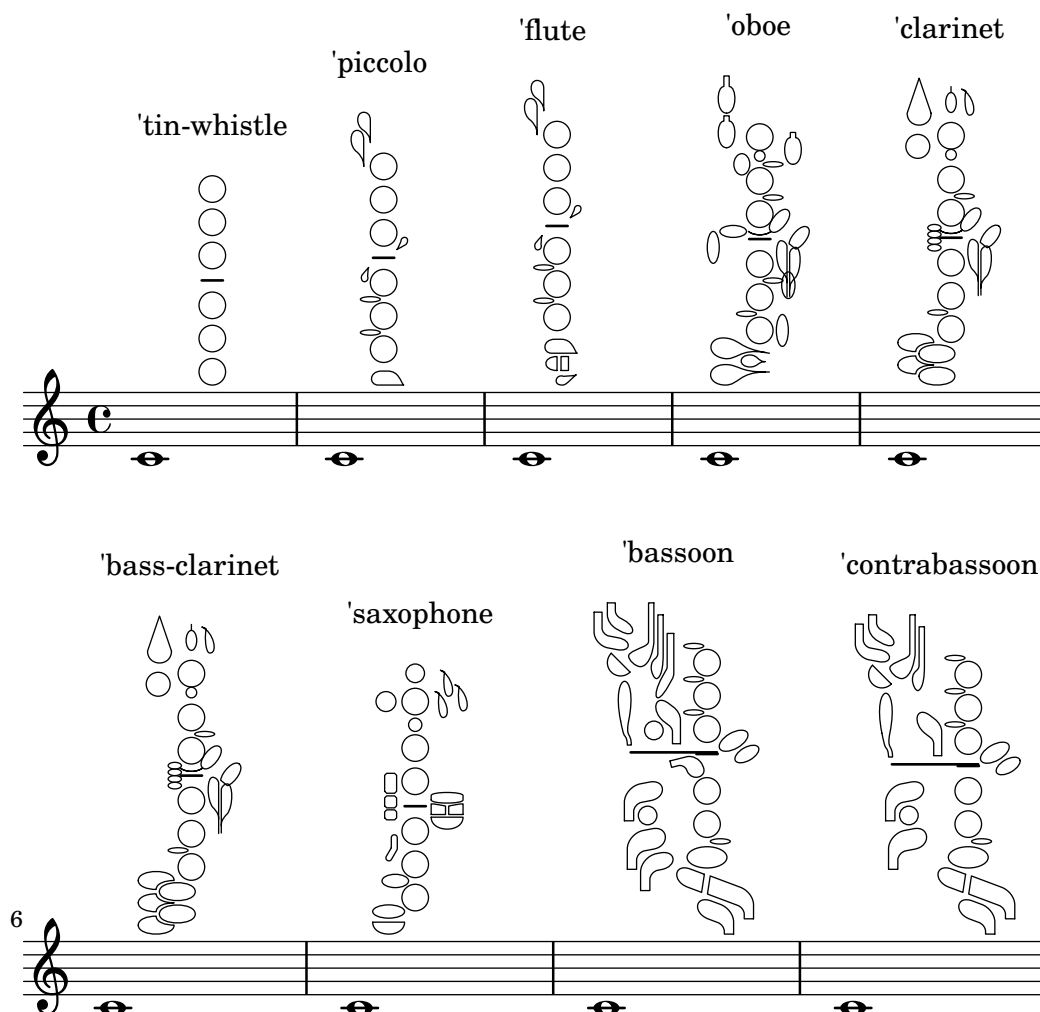 'tin-whistle
'piccolo
'flute
'oboe
'clarinet
'bass-clarinet
'saxophone
'bassoon
'contrabassoon
6